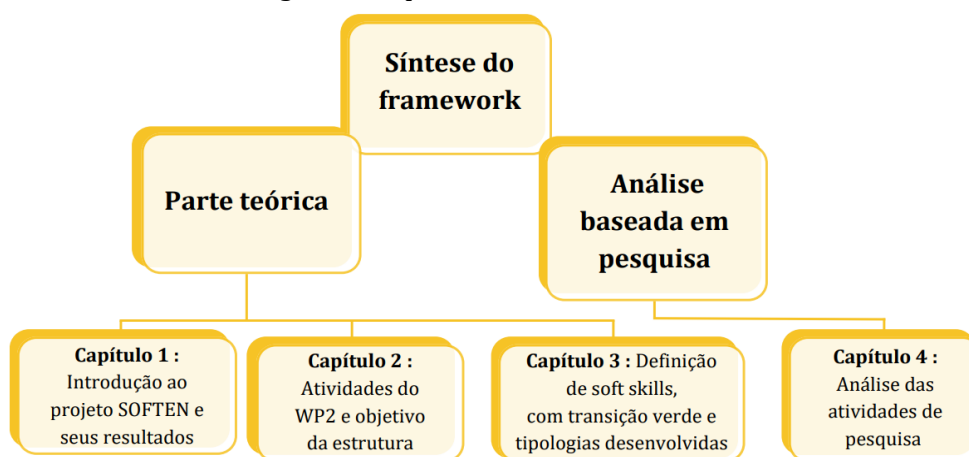 Síntese do
framework
Parte teórica
Análise
baseada em
pesquisa
Capítulo 1 :
Introdução ao
projeto SOFTEN e
seus resultados
Capítulo 2 :
Atividades do
WP2 e objetivo
da estrutura
Capítulo 3 : Definição
de soft skills,
com transição verde e
tipologias desenvolvidas
Capítulo 4 :
Análise das
atividades de
pesquisa